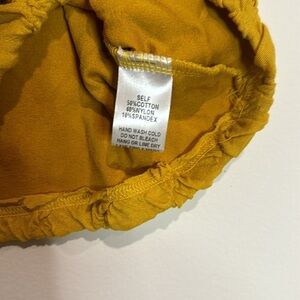 SELF
50%COTTON
40%NYLON
10%SPANDEX
HAND WASH COLD
DO NOT BLEACH
HANG OR LINE DRY